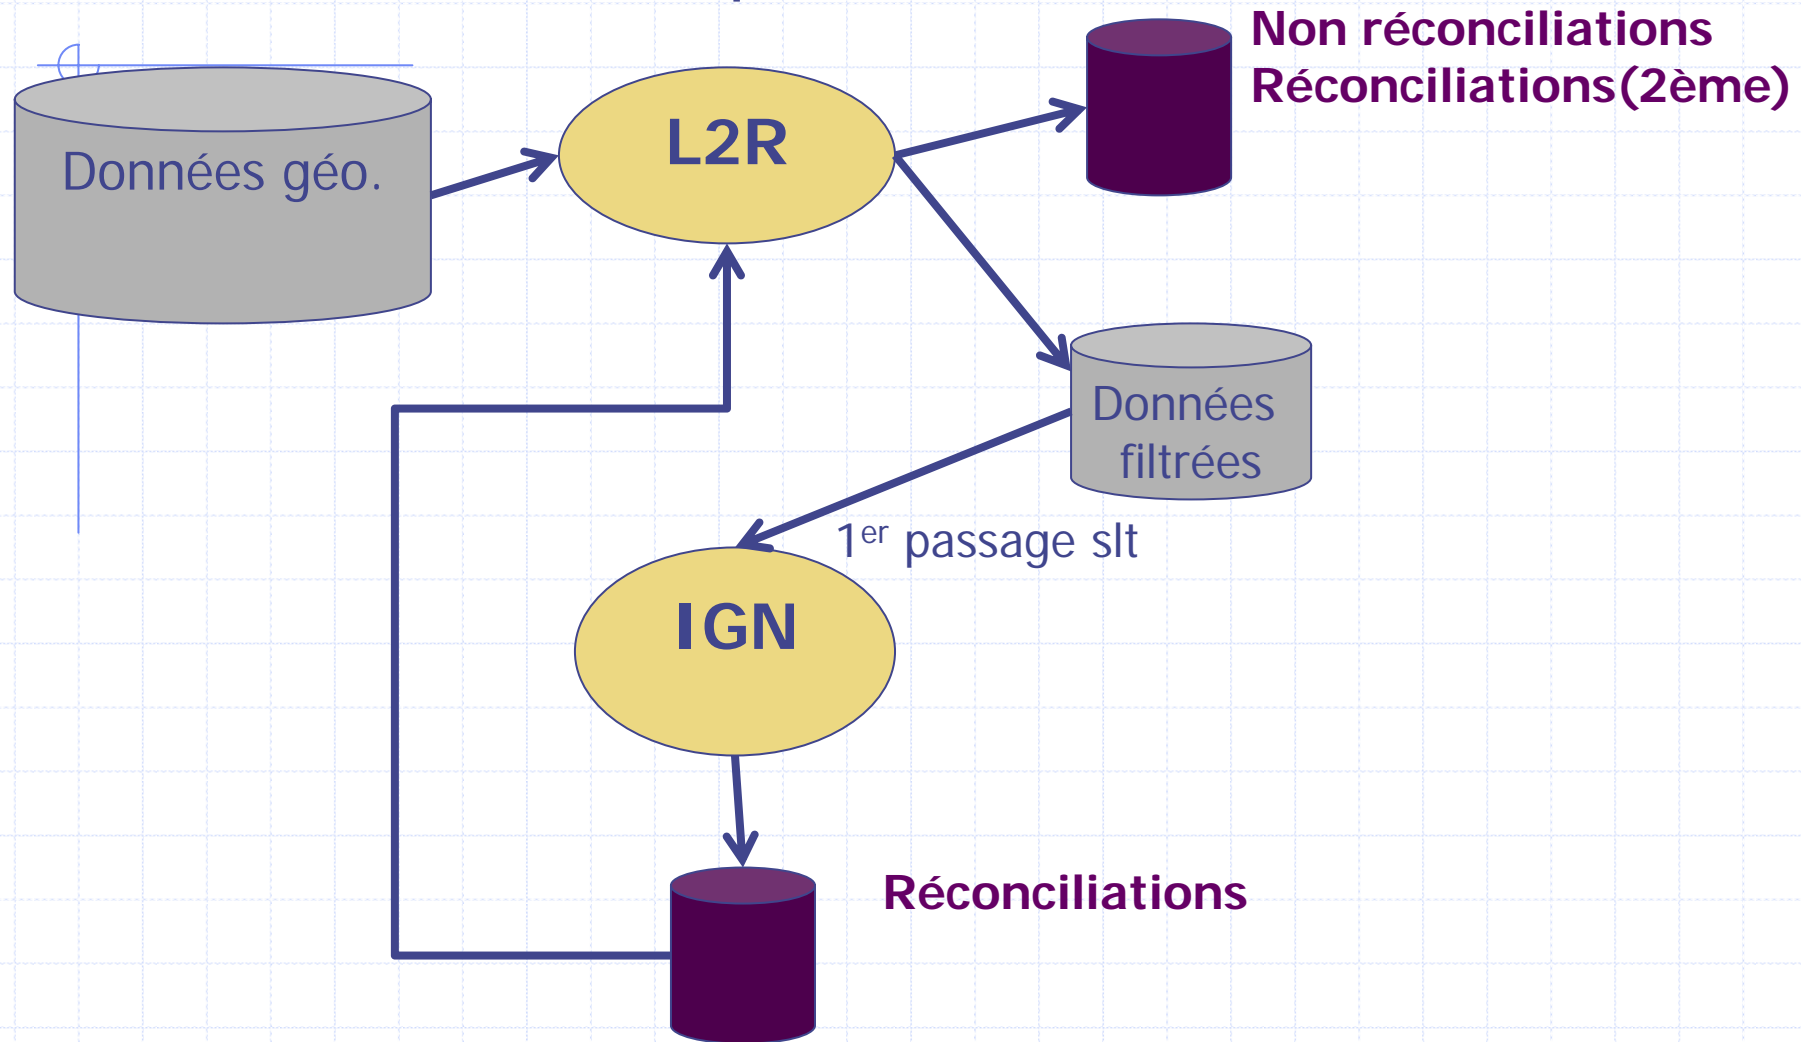 Non réconciliations
Réconciliations(2ème)
L2R
Données géo.
Données
filtrées
1er passage slt
IGN
Réconciliations